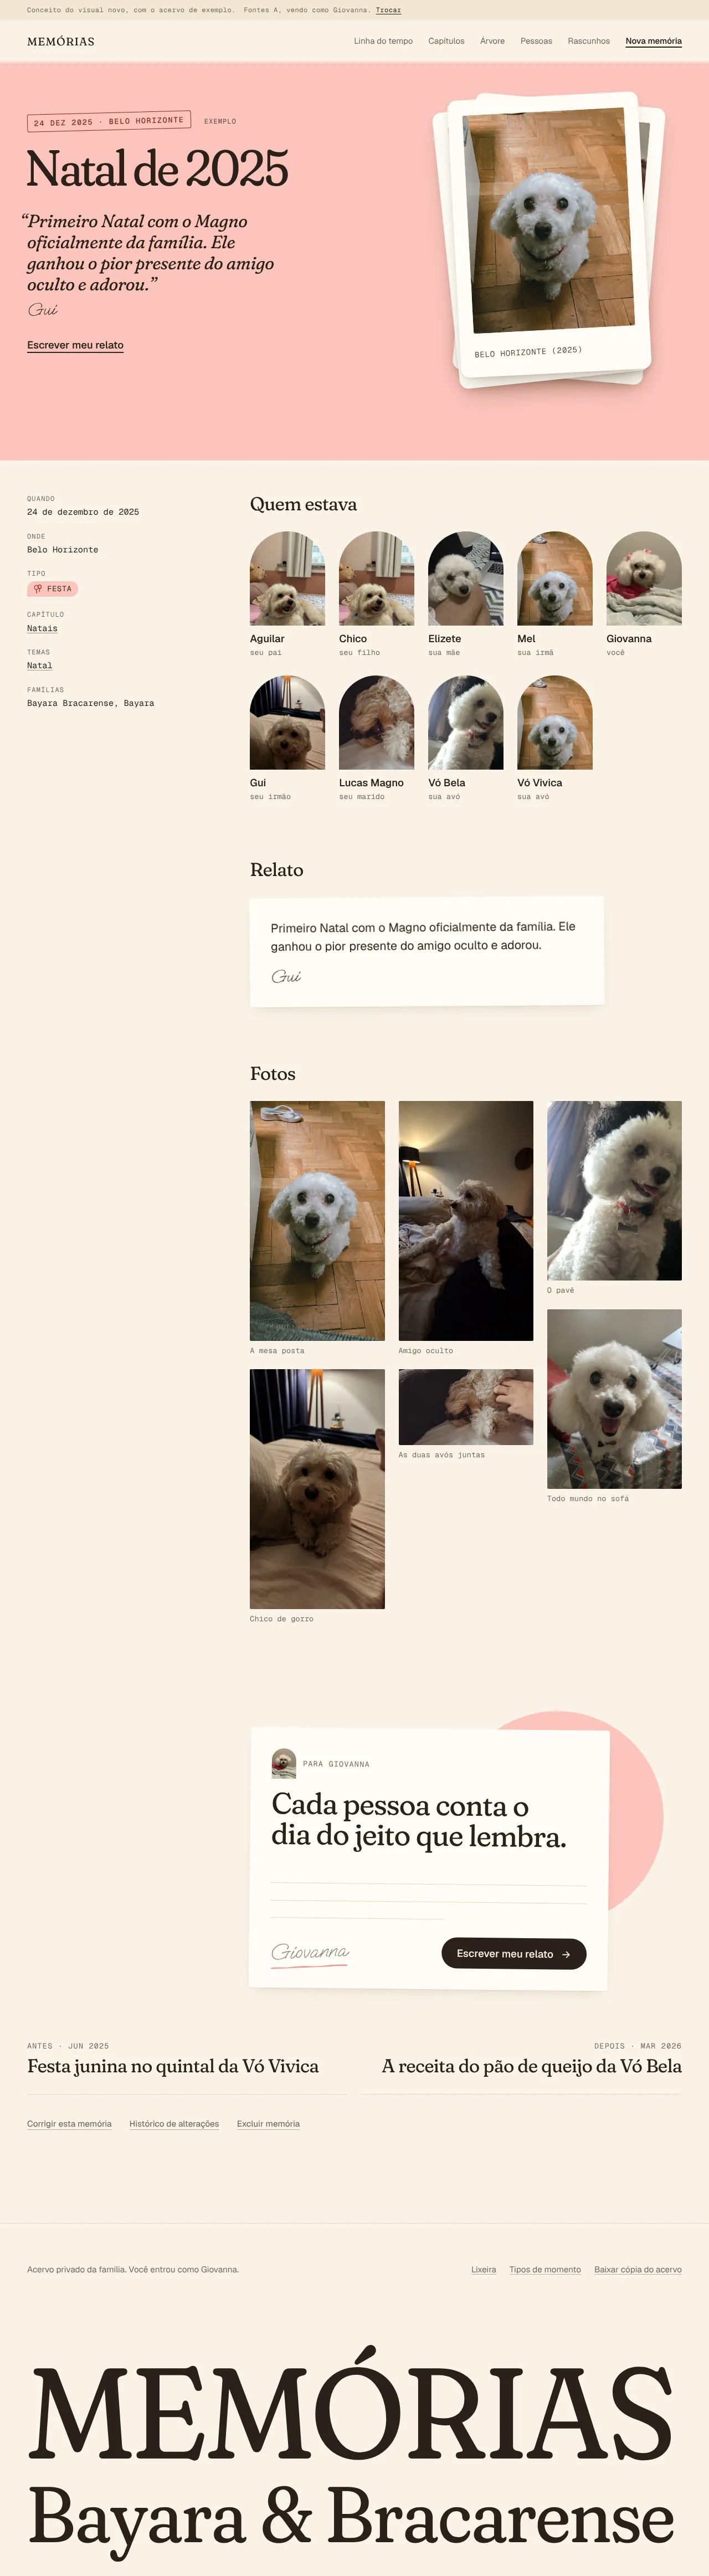 Conceito do visual novo, com o acervo de exemplo. Fontes A, vendo como Giovanna. Trocar
MEMÓRIAS
Linha do tempo Capítulos Árvore Pessoas Rascunhos Nova memória
24 DEZ 2025 · BELO HORIZONTE EXEMPLO
Natal de 2025
“Primeiro Natal com o Magno
oficialmente da família. Ele
ganhou o pior presente do amigo
oculto e adorou.”
Gui
Escrever meu relato
BELO HORIZONTE (2025)
QUANDO
24 de dezembro de 2025
ONDE
Belo Horizonte
TIPO
FESTA
CAPÍTULO
Natais
TEMAS
Natal
FAMÍLIAS
Bayara Bracarense, Bayara
Quem estava
Aguilar Chico Elizete Mel Giovanna
seu pai seu filho sua mãe sua irmã você
Gui Lucas Magno Vó Bela Vó Vivica
seu irmão seu marido sua avó sua avó
Relato
Primeiro Natal com o Magno oficialmente da família. Ele
ganhou o pior presente do amigo oculto e adorou.
Gui
Fotos
O pavê
A mesa posta Amigo oculto
As duas avós juntas
Todo mundo no sofá
Chico de gorro
PARA GIOVANNA
Cada pessoa conta o
dia do jeito que lembra.
Giovanna
Escrever meu relato →
ANTES · JUN 2025
Festa junina no quintal da Vó Vivica
DEPOIS · MAR 2026
A receita do pão de queijo da Vó Bela
Corrigir esta memória Histórico de alterações Excluir memória
Acervo privado da família. Você entrou como Giovanna.
Lixeira Tipos de momento Baixar cópia do acervo
MEMÓRIAS
Bayara & Bracarense